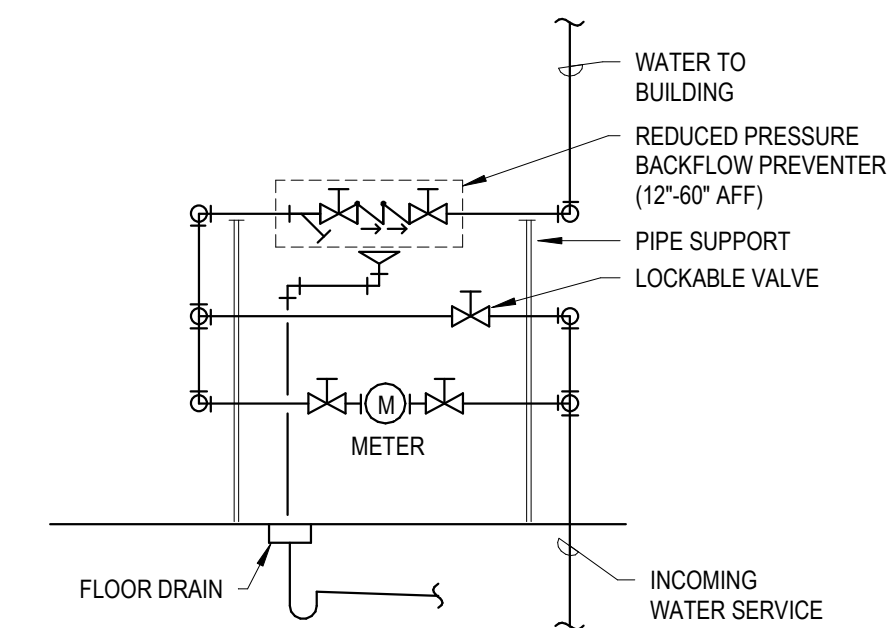 WATER TO
BUILDING
REDUCED PRESSURE
BACKFLOW PREVENTER
(12"-60" AFF)
PIPE SUPPORT
LOCKABLE VALVE
M
METER
FLOOR DRAIN
INCOMING
WATER SERVICE